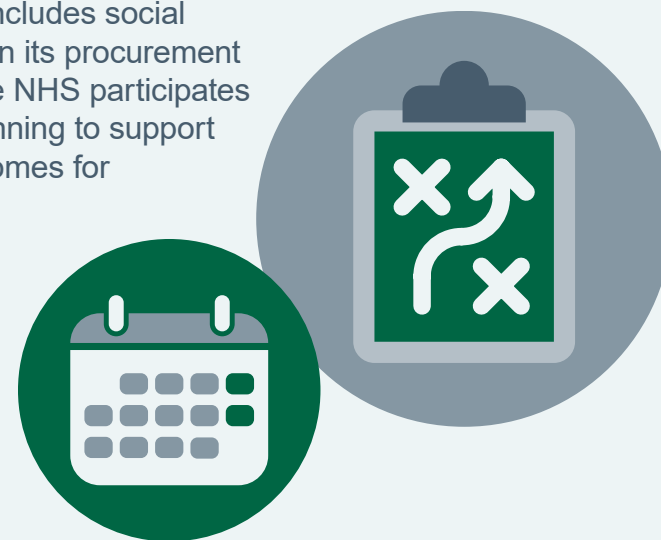 ncludes social
n its procurement
e NHS participates
nning to support
omes for